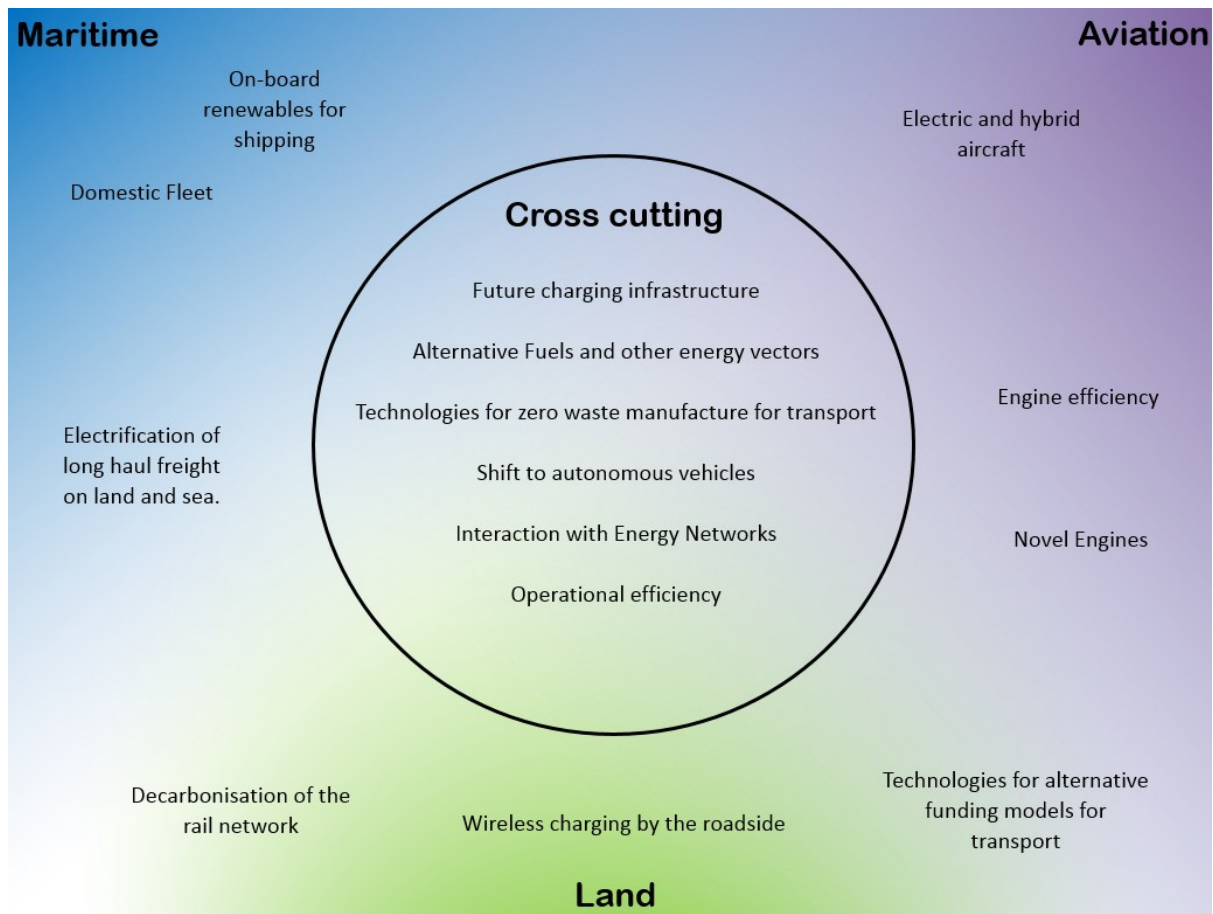 Maritime
Aviation
On-board
renewables for
shipping
Electric and hybrid
aircraft
Domestic Fleet
Cross cutting
Future charging infrastructure
Alternative Fuels and other energy vectors
Technologies for zero waste manufacture for transport
Shift to autonomous vehicles
Interaction with Energy Networks
Operational efficiency
Engine efficiency
Electrification of
long haul freight
on land and sea.
Novel Engines
Decarbonisation of the
rail network
Wireless charging by the roadside
Technologies for alternative
funding models for
transport
Land